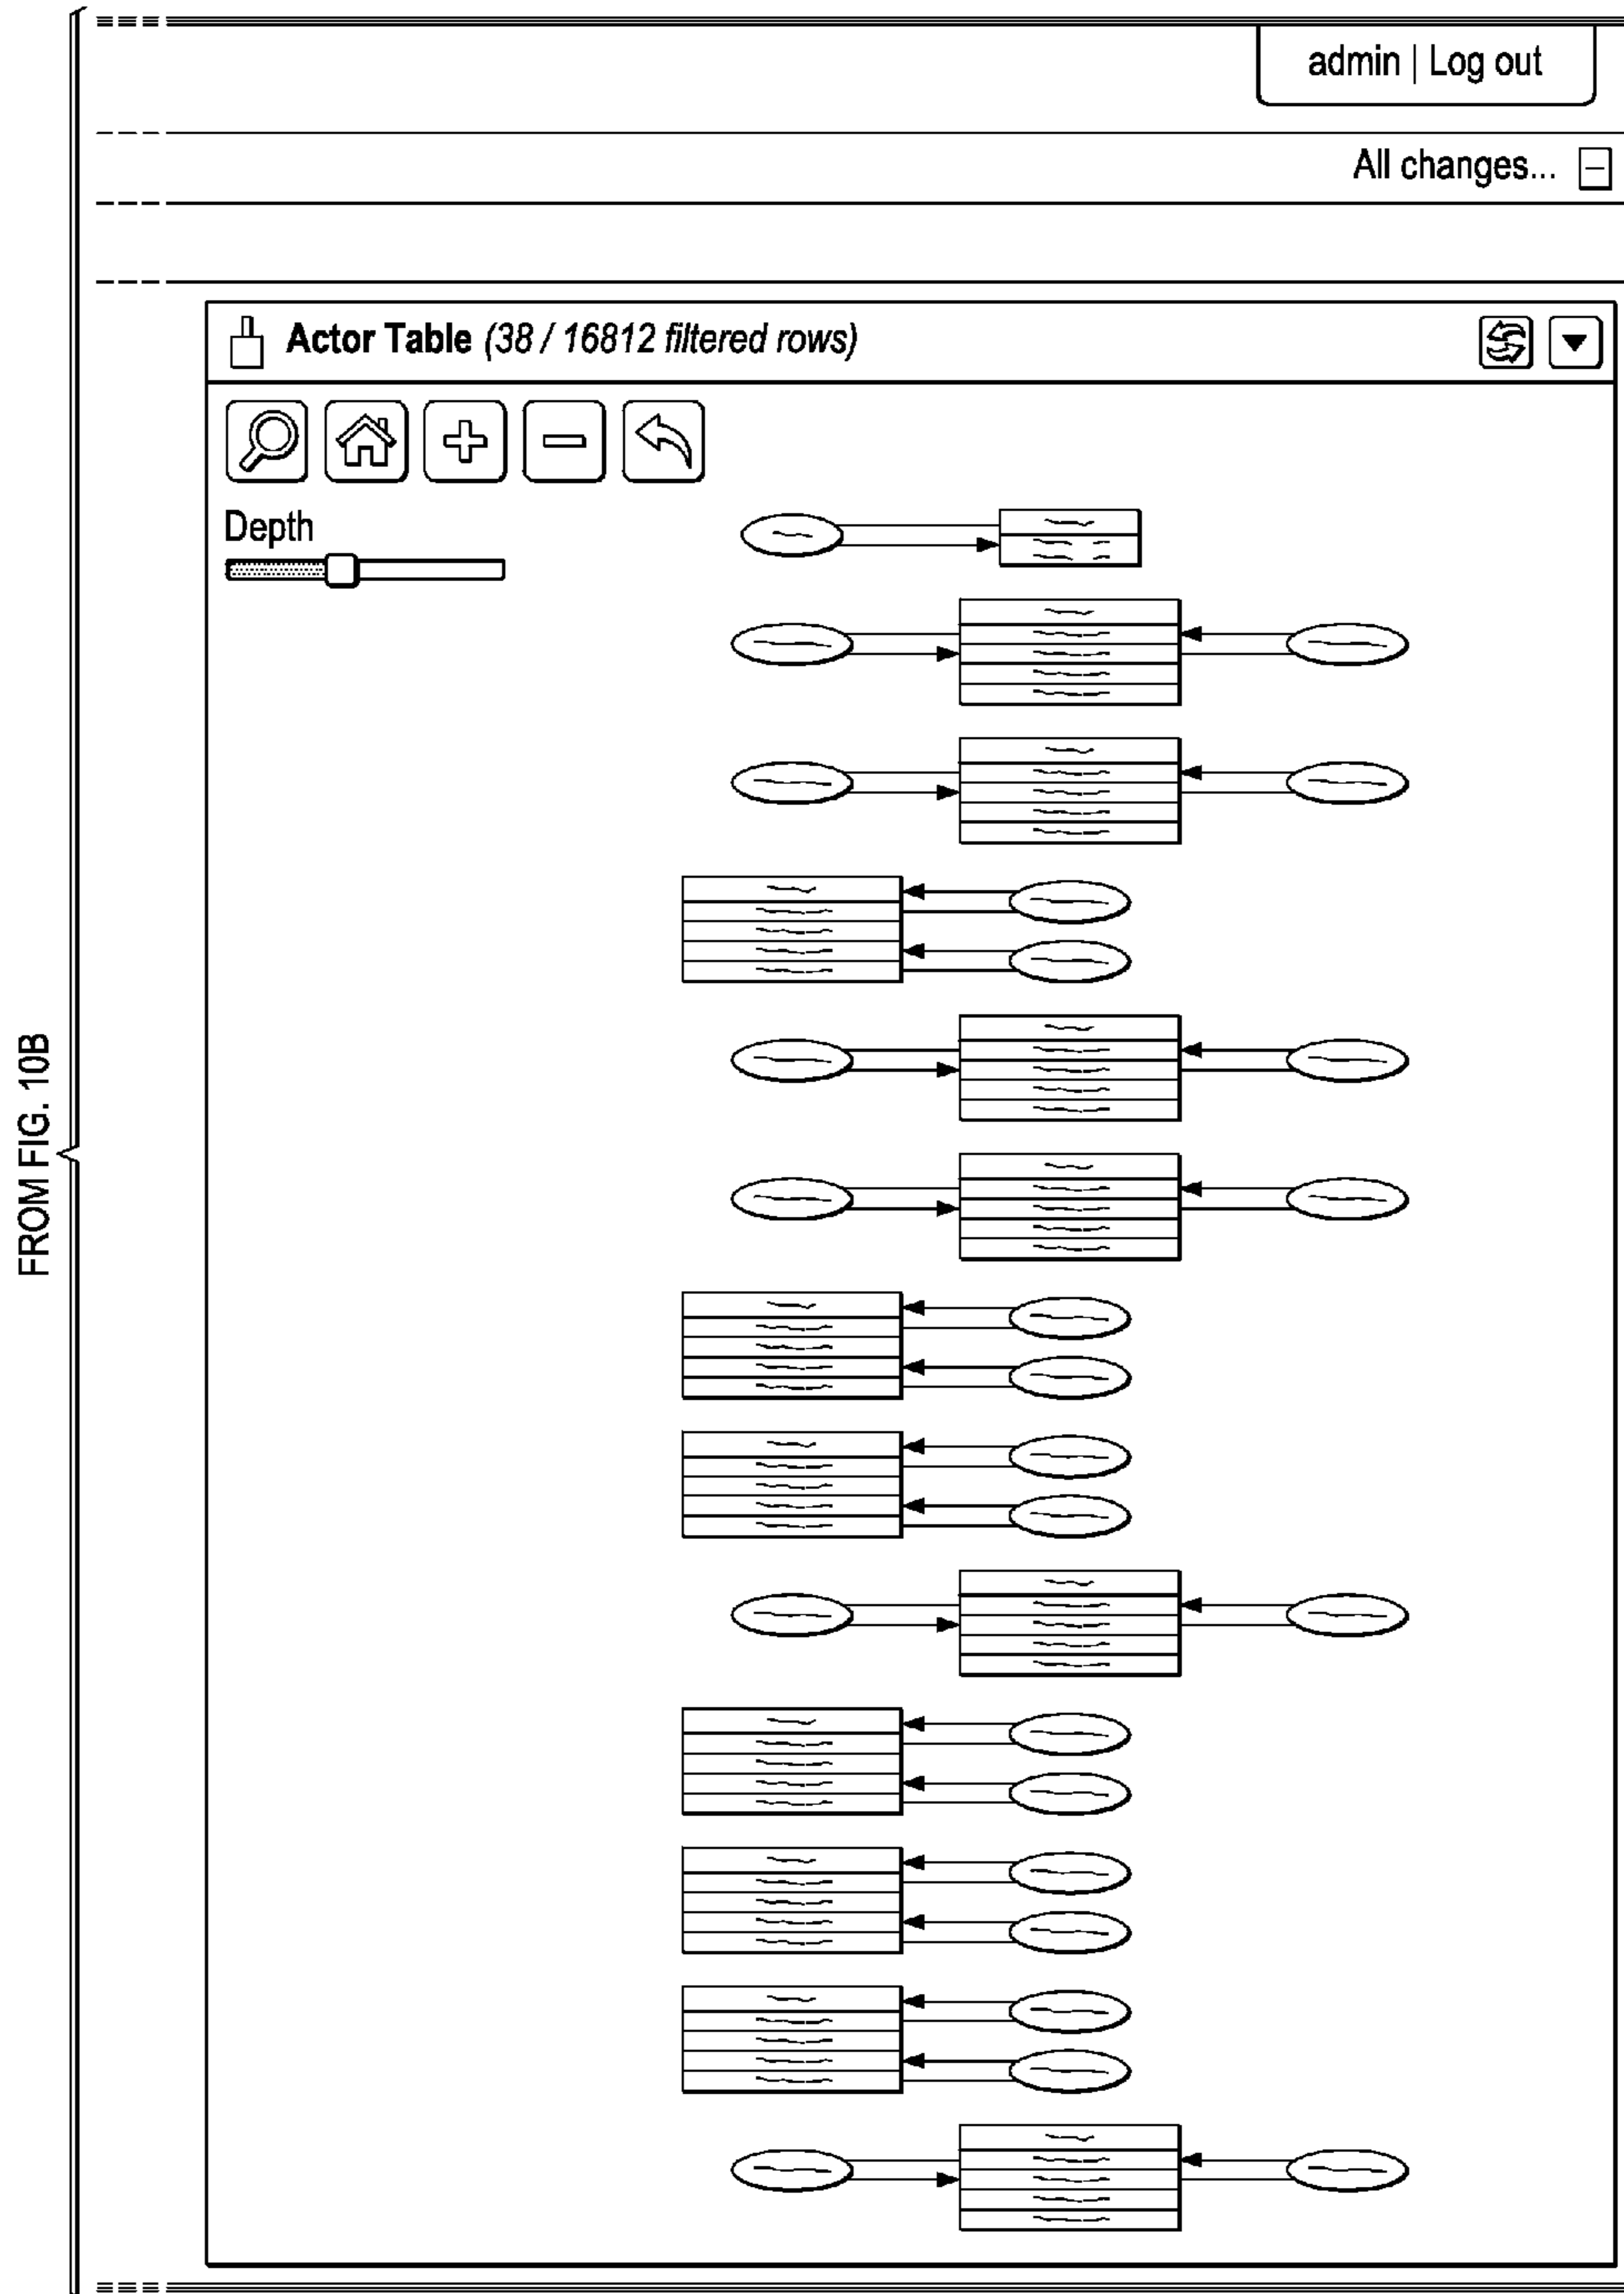 admin | Log out
All changes...
Actor Table (38 / 16812 filtered rows)
Depth
FROM FIG. 10B